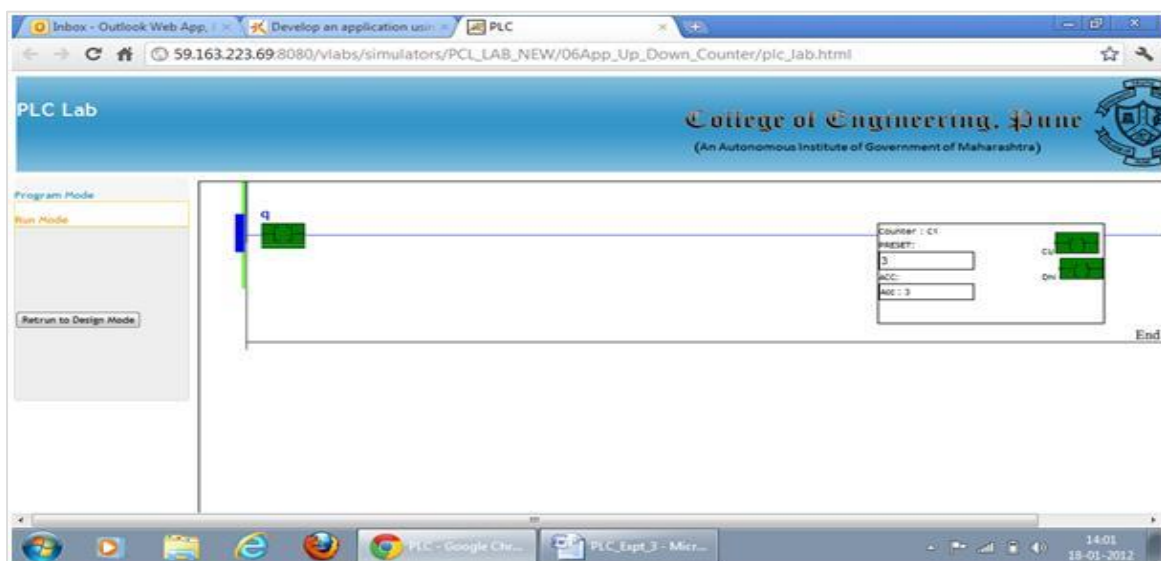 Inbox - Outlook Web App,
Develop an application usin
PLC
59.163.223.69:8080/vlabs/simulators/PCL_LAB_NEW/06App_Up_Down_Counter/plc_lab.html
PLC Lab
College of Engineering, Pune
(An Autonomous Institute of Government of Maharashtra)
Program Mode
Run Mode
Retrun to Design Mode
q
Counter :
PRESET:
3
ACC:
Acc : 3
CU
DN
End
PLC - Google Chr...
PLC_Expt_3 - Micr...
14:01
18-01-2012